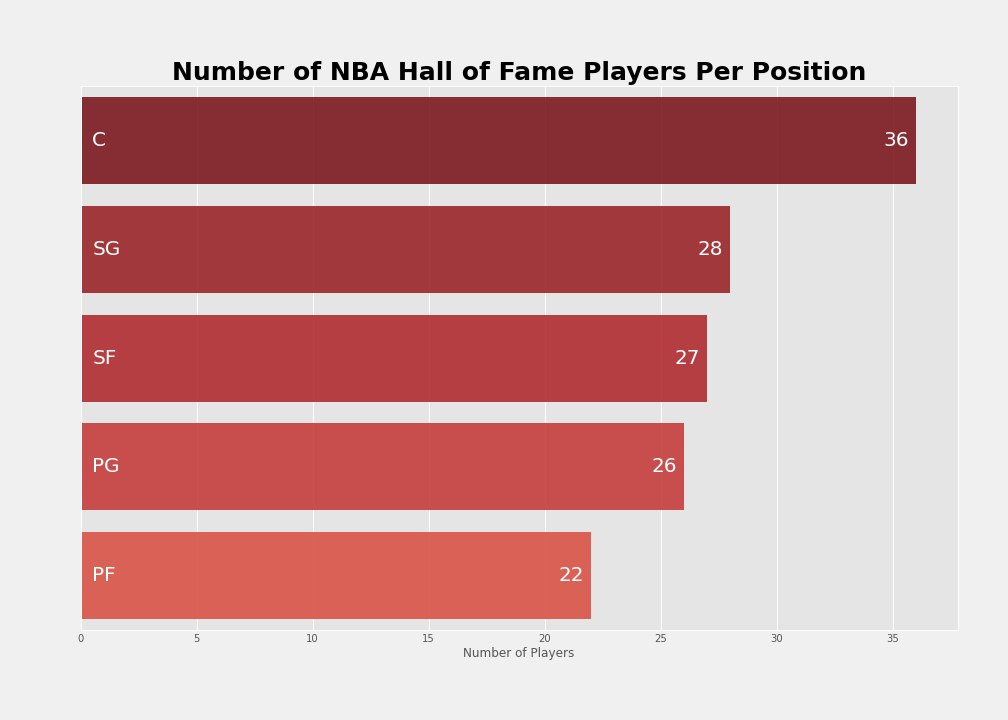 Number of NBA Hall of Fame Players Per Position
C 36
SG 28
SF 27
PG 26
PF 22
0 5 10 15 20 25 30 35
Number of Players